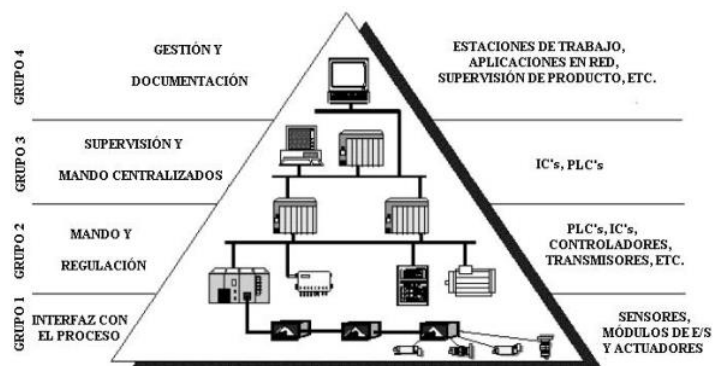 GRUPO 4
GESTIÓN Y
DOCUMENTACIÓN
ESTACIONES DE TRABAJO,
APLICACIONES EN RED,
SUPERVISIÓN DE PRODUCTO, ETC.
GRUPO 3
SUPERVISIÓN Y
MANDO CENTRALIZADOS
IC's, PLC's
GRUPO 2
MANDO Y
REGULACIÓN
PLC's, IC's,
CONTROLADORES,
TRANSMISORES, ETC.
GRUPO 1
INTERFAZ CON
EL PROCESO
SENSORES,
MÓDULOS DE E/S
Y ACTUADORES